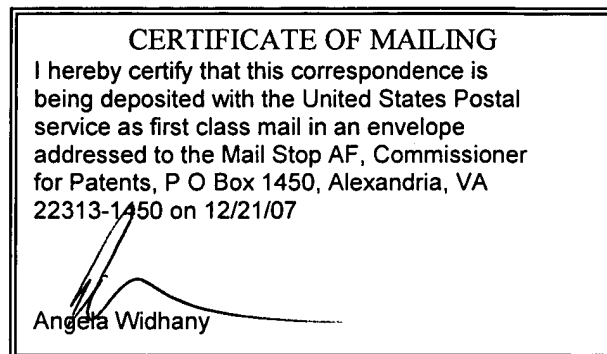 CERTIFICATE OF MAILING
I hereby certify that this correspondence is
being deposited with the United States Postal
service as first class mail in an envelope
addressed to the Mail Stop AF, Commissioner
for Patents, P O Box 1450, Alexandria, VA
22313-1450 on 12/21/07
Angela Widhany